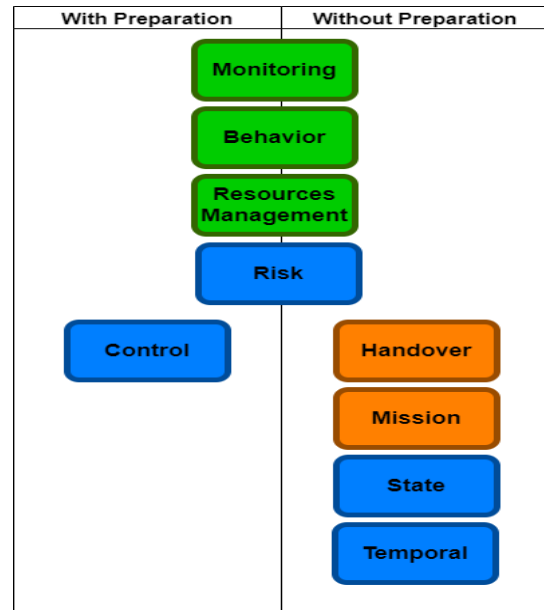 With Preparation
Without Preparation
Monitoring
Behavior
Resources
Management
Risk
Control
Handover
Mission
State
Temporal